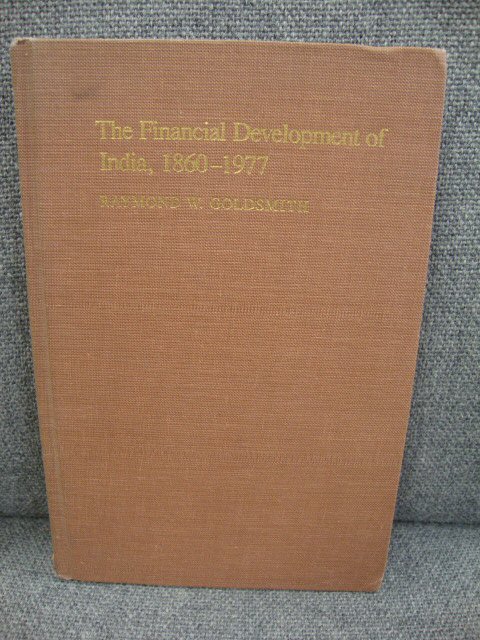 The Financial Development of
India, 1860–1977
RAYMOND W. GOLDSMITH